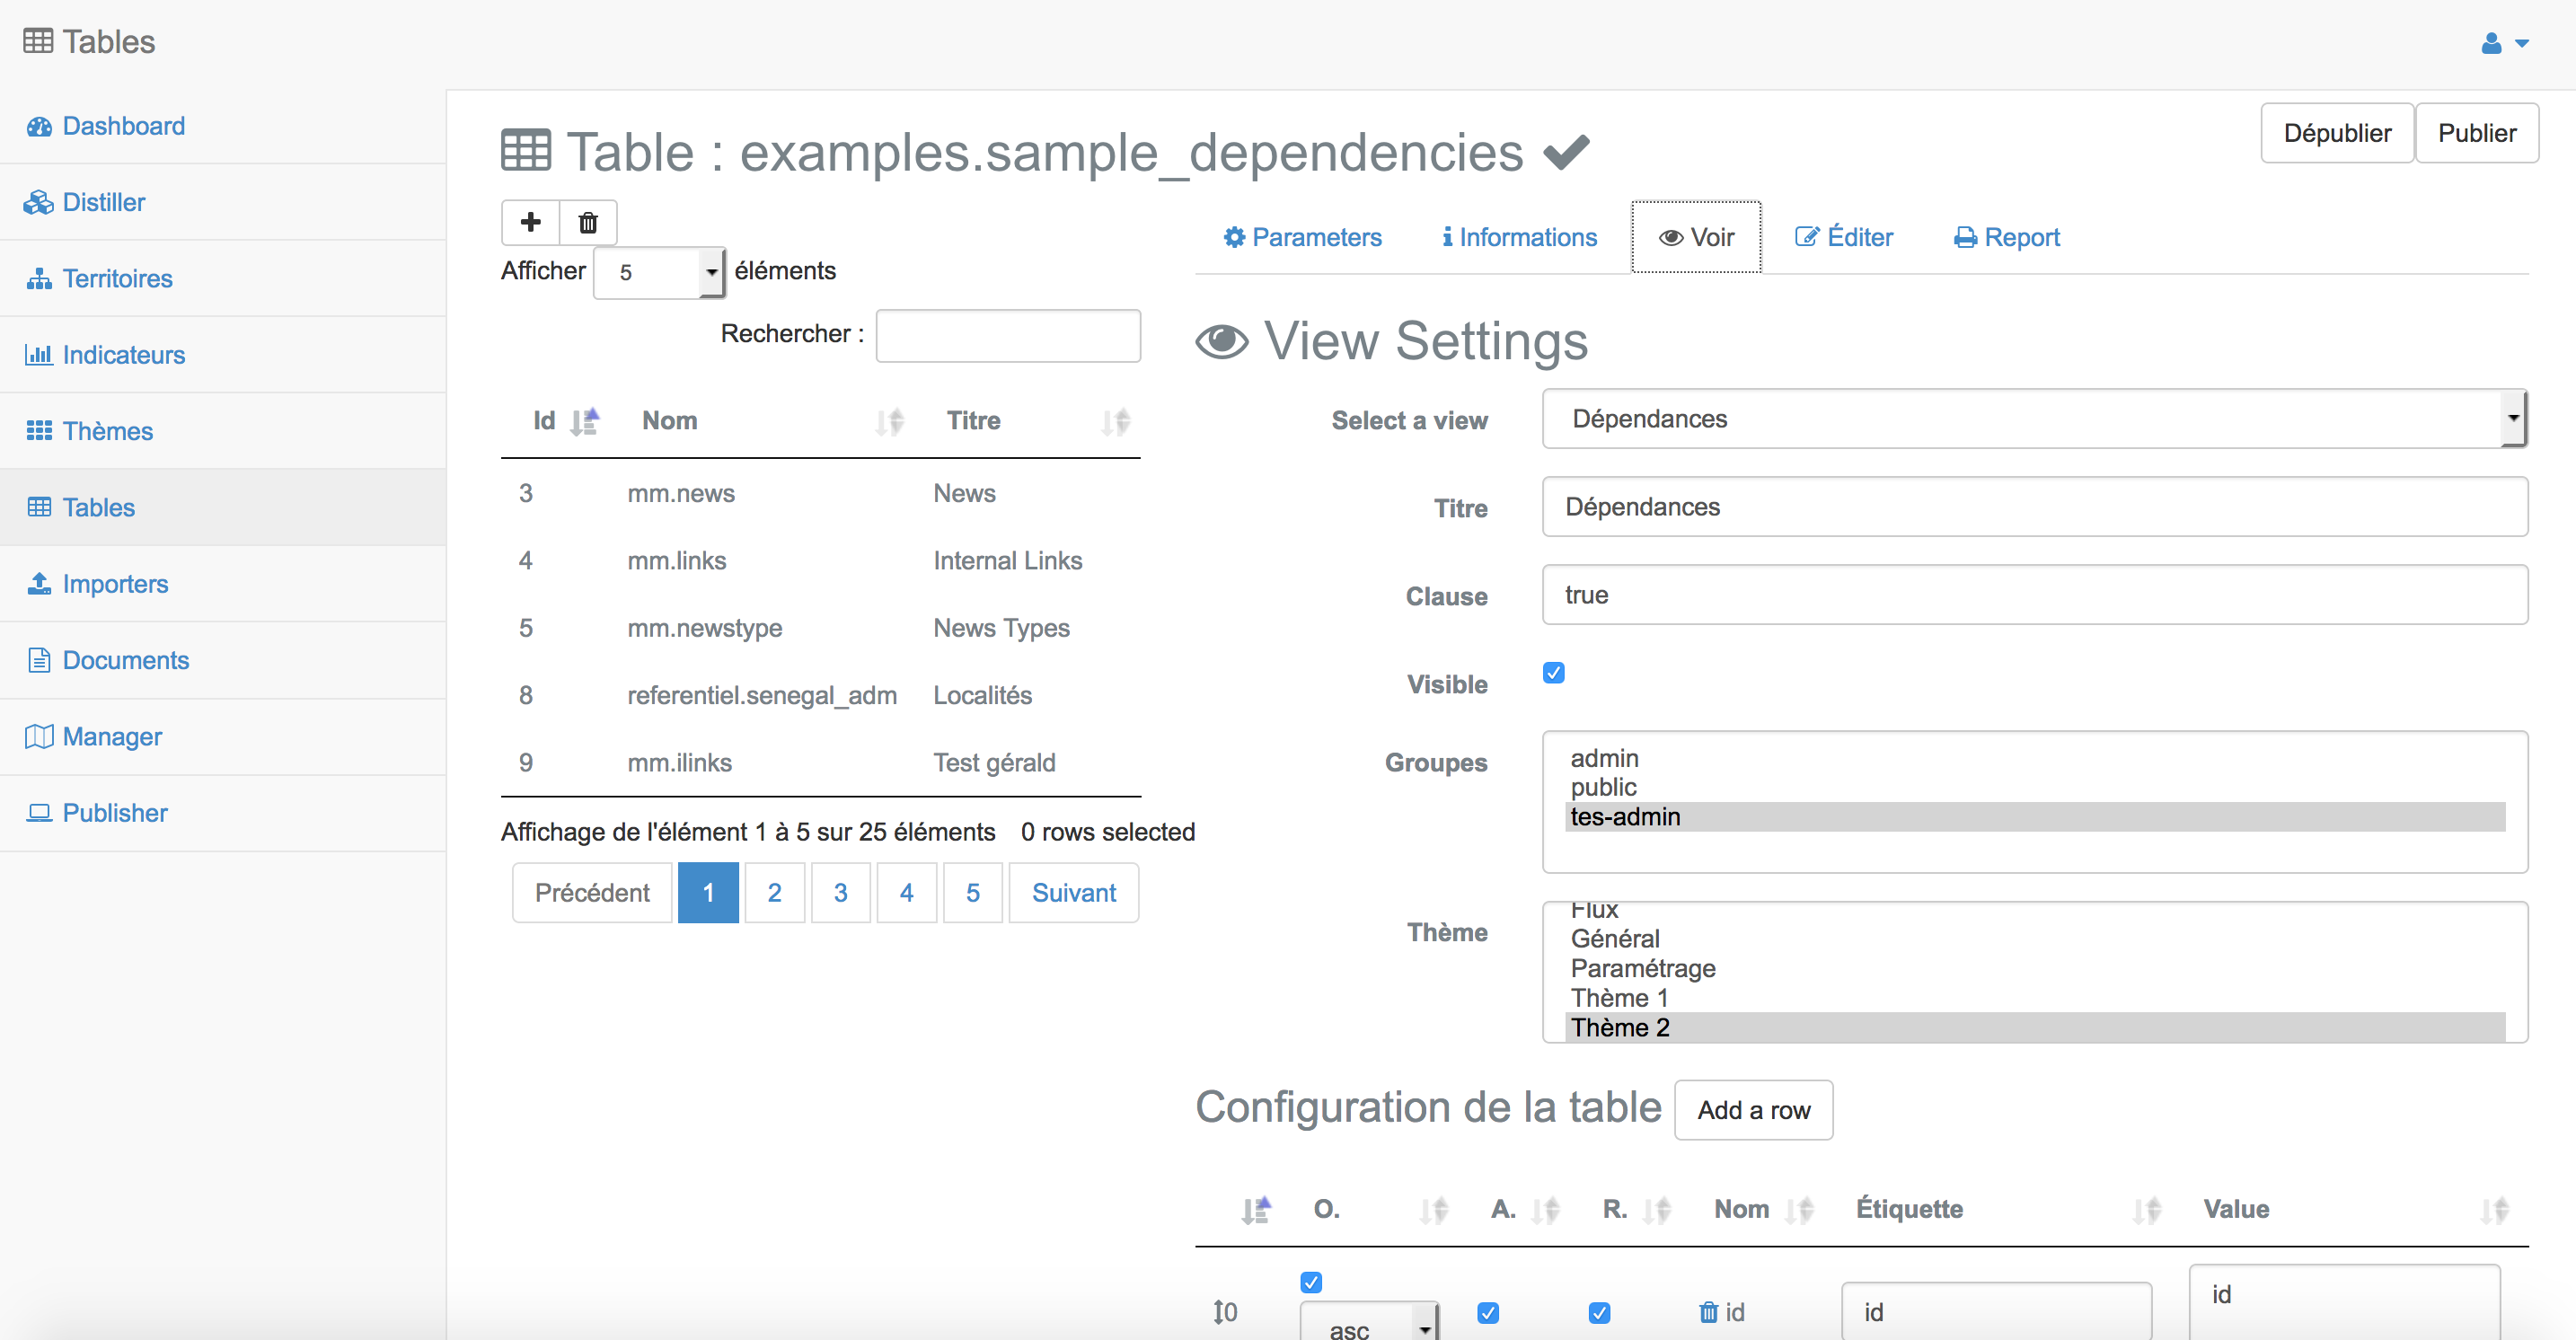 Tables
Dashboard
Distiller
Territoires
Indicateurs
Thèmes
Tables
Importers
Documents
Manager
Publisher
Table : examples.sample_dependencies
Dépublier Publier
Afficher 5 éléments
Rechercher :
Id Nom Titre
3 mm.news News
4 mm.links Internal Links
5 mm.newstype News Types
8 referentiel.senegal_adm Localités
9 mm.ilinks Test gérald
Affichage de l'élément 1 à 5 sur 25 éléments 0 rows selected
Précédent 1 2 3 4 5 Suivant
Parameters Informations Voir Éditer Report
View Settings
Select a view Dépendances
Titre Dépendances
Clause true
Visible
Groupes admin
public
tes-admin
Thème Flux
Général
Paramétrage
Thème 1
Thème 2
Configuration de la table Add a row
O. A. R. Nom Étiquette Value
0 asc id id id